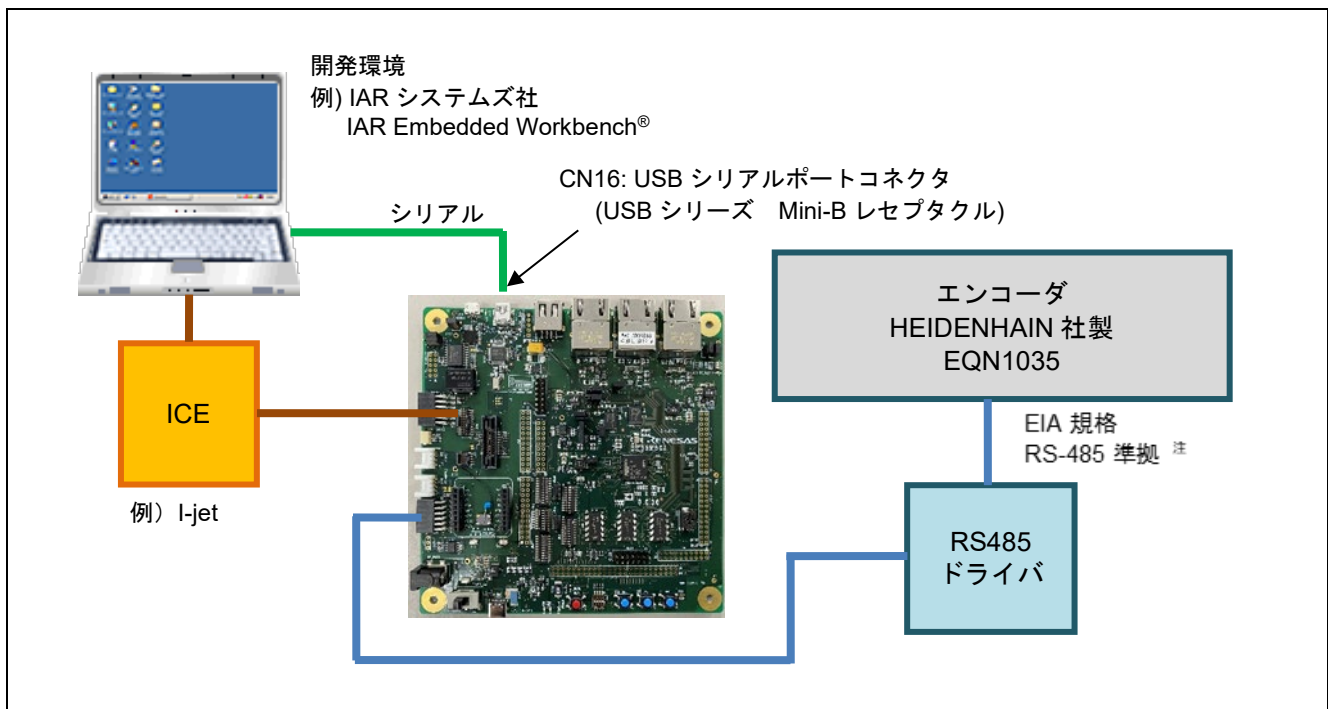 開発環境
例) IAR システムズ社
IAR Embedded Workbench®
CN16: USB シリアルポートコネクタ
(USB シリーズ　Mini-B レセプタクル)
シリアル
エンコーダ
HEIDENHAIN 社製
EQN1035
ICE
EIA 規格
RS-485 準拠 注
例）I-jet
RS485
ドライバ